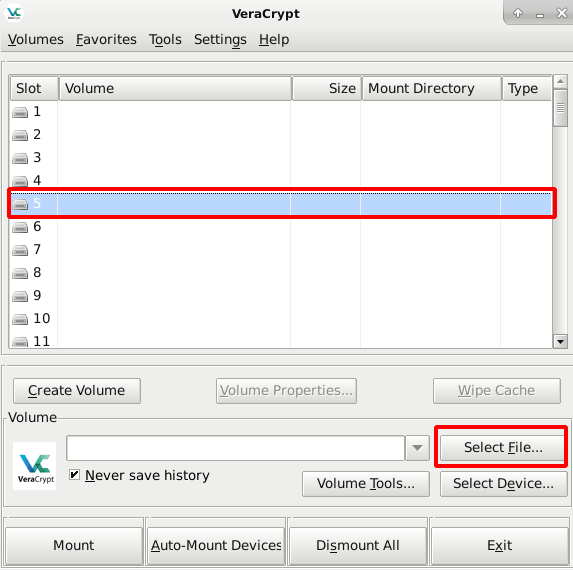 VeraCrypt
Volumes Favorites Tools Settings Help
Slot Volume Size Mount Directory Type
1
2
3
4
5
6
7
8
9
10
11
Create Volume Volume Properties... Wipe Cache
Volume
Select File...
VeraCrypt Never save history
Volume Tools... Select Device...
Mount Auto-Mount Devices Dismount All Exit